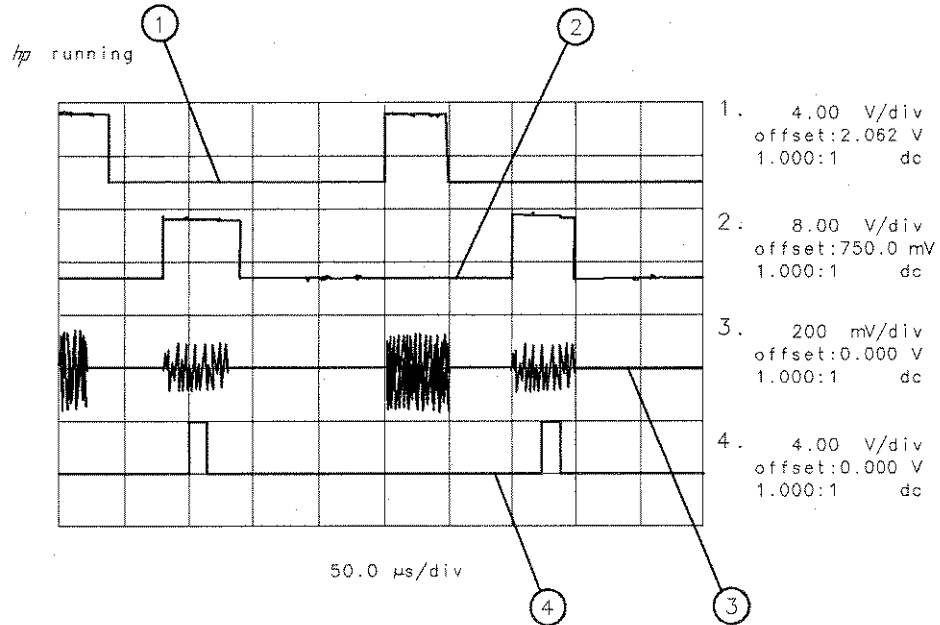 1
2
hp running
1. 4.00 V/div
offset:2.062 V
1.000:1 dc
2. 8.00 V/div
offset:750.0 mV
1.000:1 dc
3. 200 mV/div
offset:0.000 V
1.000:1 dc
4. 4.00 V/div
offset:0.000 V
1.000:1 dc
50.0 µs/div
4
3